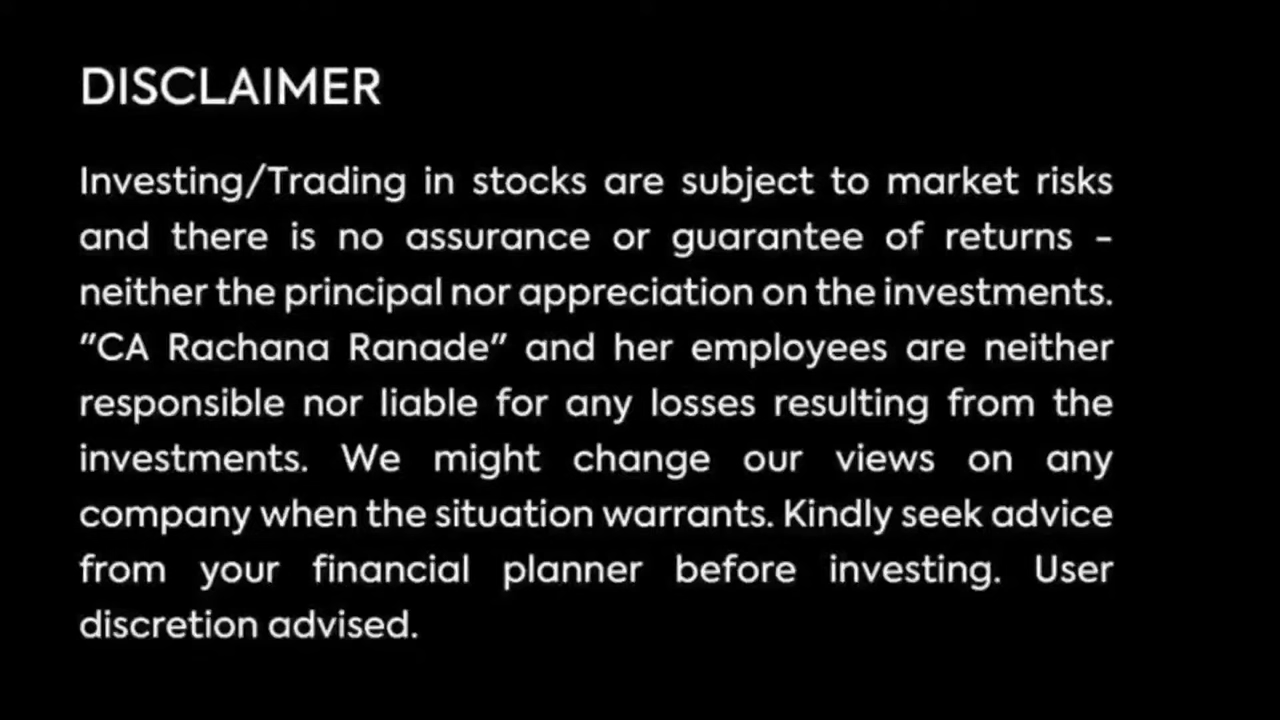 DISCLAIMER
Investing/Trading in stocks are subject to market risks
and there is no assurance or guarantee of returns -
neither the principal nor appreciation on the investments.
"CA Rachana Ranade" and her employees are neither
responsible nor liable for any losses resulting from the
investments. We might change our views on any
company when the situation warrants. Kindly seek advice
from your financial planner before investing. User
discretion advised.